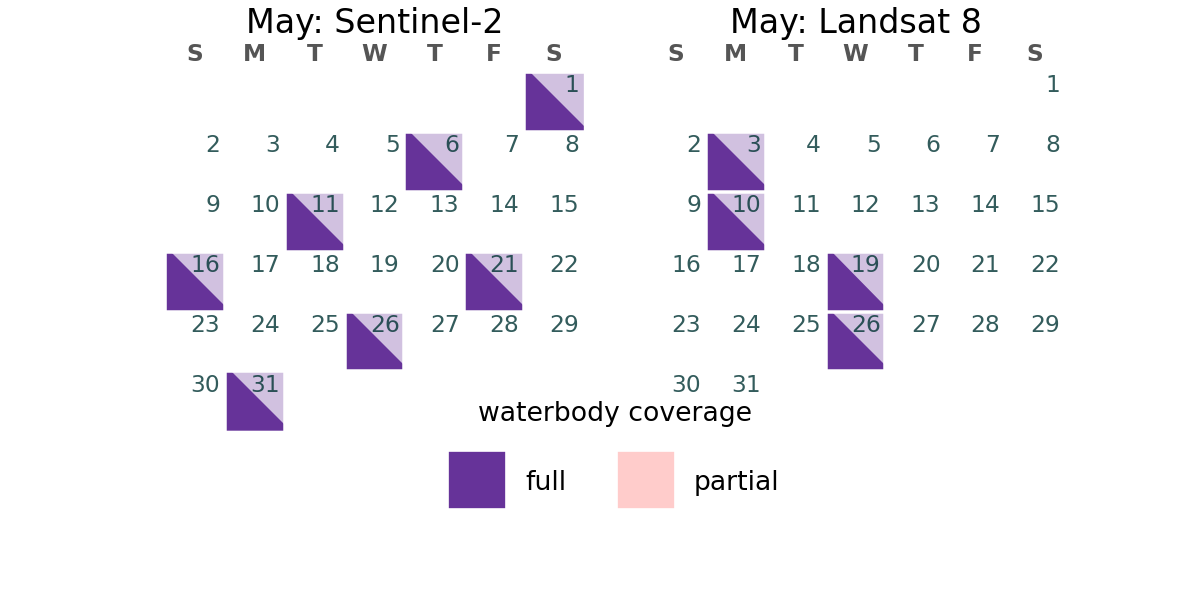 May: Sentinel-2
S M T W T F S
1
2 3 4 5 6 7 8
9 10 11 12 13 14 15
16 17 18 19 20 21 22
23 24 25 26 27 28 29
30 31
May: Landsat 8
S M T W T F S
1
2 3 4 5 6 7 8
9 10 11 12 13 14 15
16 17 18 19 20 21 22
23 24 25 26 27 28 29
30 31
waterbody coverage
full
partial